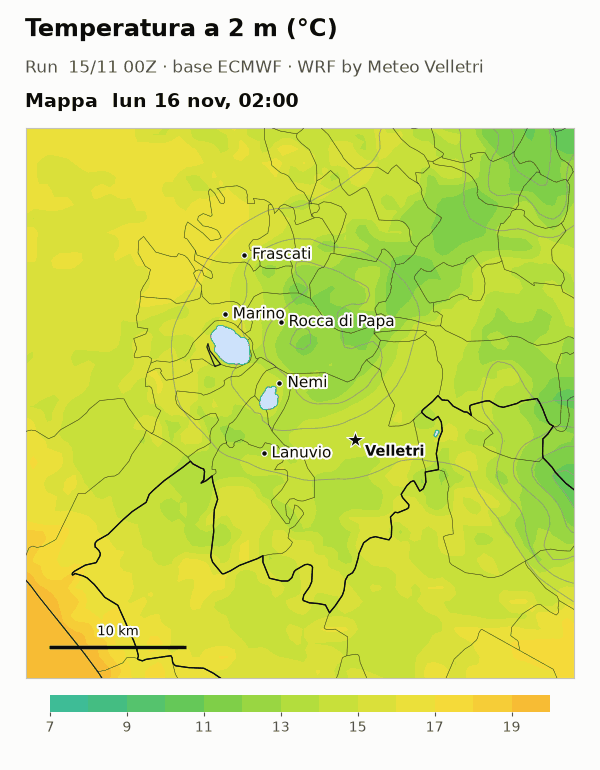 Temperatura a 2 m (°C)
Run  15/11 00Z · base ECMWF · WRF by Meteo Velletri
Mappa  lun 16 nov, 02:00
Frascati
Marino
Rocca di Papa
Nemi
Velletri
Lanuvio
10 km
7 9 11 13 15 17 19